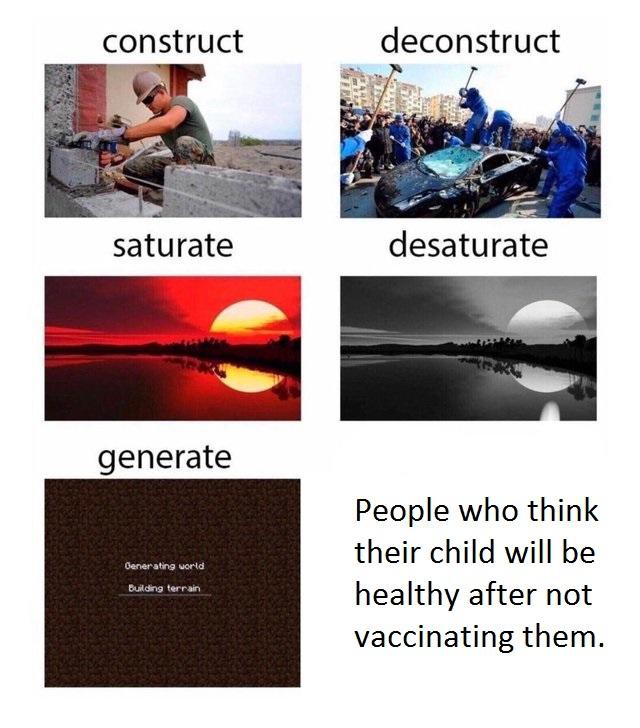 construct
deconstruct
saturate
desaturate
generate
Generating world
Building terrain
People who think
their child will be
healthy after not
vaccinating them.